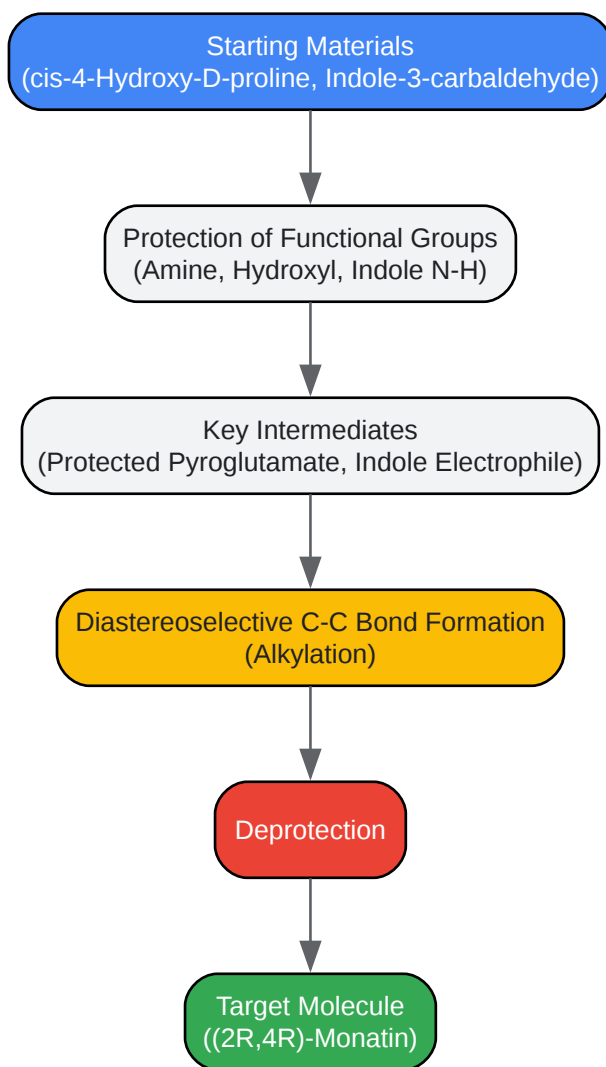 Starting Materials
(cis-4-Hydroxy-D-proline, Indole-3-carbaldehyde)
Protection of Functional Groups
(Amine, Hydroxyl, Indole N-H)
Key Intermediates
(Protected Pyroglutamate, Indole Electrophile)
Diastereoselective C-C Bond Formation
(Alkylation)
Deprotection
Target Molecule
((2R,4R)-Monatin)